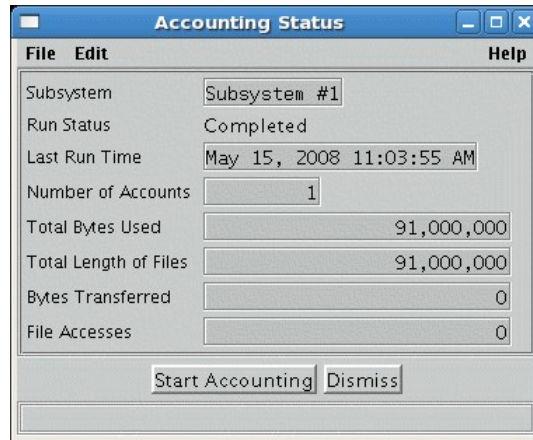 Accounting Status
File Edit Help
Subsystem Subsystem #1
Run Status Completed
Last Run Time May 15, 2008 11:03:55 AM
Number of Accounts 1
Total Bytes Used 91,000,000
Total Length of Files 91,000,000
Bytes Transferred 0
File Accesses 0
Start Accounting Dismiss